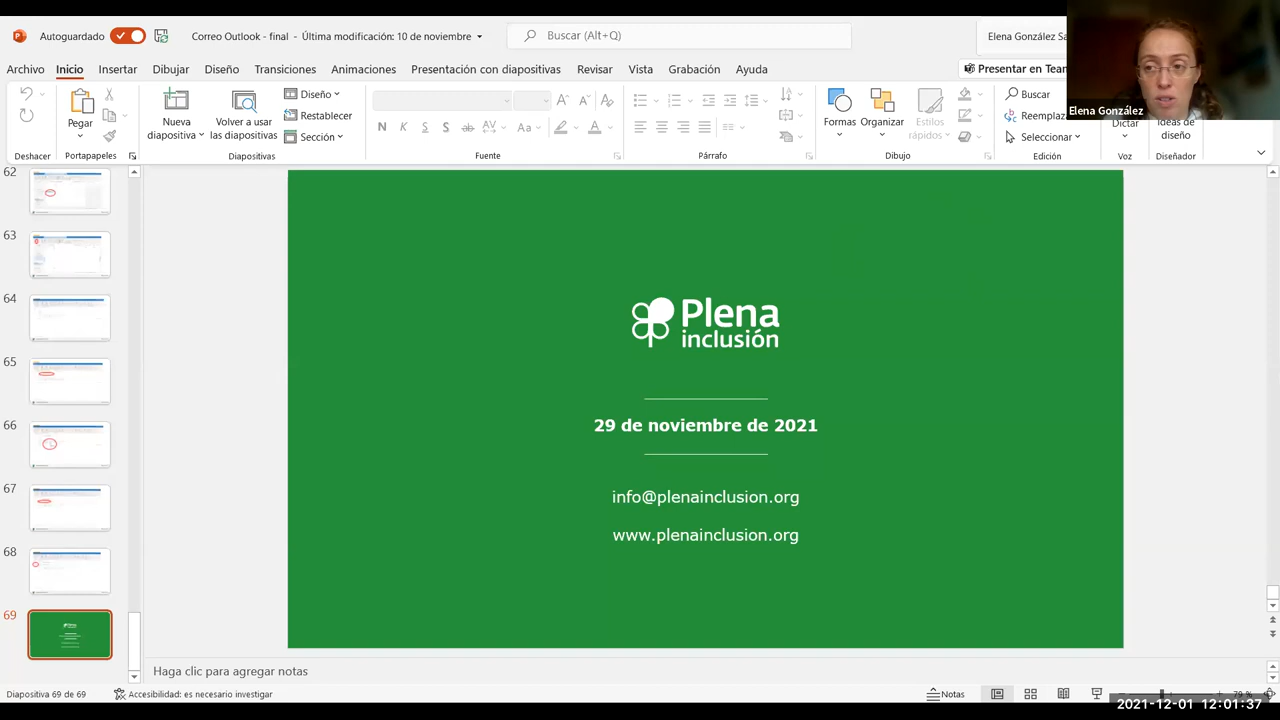 Autoguardado
Correo Outlook - final - Última modificación: 10 de noviembre
Buscar (Alt+Q)
Elena González Sa
Archivo Inicio Insertar Dibujar Diseño Transiciones Animaciones Presentación con diapositivas Revisar Vista Grabación Ayuda
Presentar en Team
Pegar
Nueva diapositiva
Volver a usar las diapositivas
Diseño
Restablecer
Sección
N K S S ab AV Aa A
Formas
Organizar
Estilos rápidos
Buscar
Reemplaz
Seleccionar
Dictar
Ideas de diseño
Elena González
Deshacer Portapapeles Diapositivas Fuente Párrafo Dibujo Edición Voz Diseñador
62
63
64
65
66
67
68
69
Plena
inclusión
29 de noviembre de 2021
info@plenainclusion.org
www.plenainclusion.org
Haga clic para agregar notas
Diapositiva 69 de 69
Accesibilidad: es necesario investigar
Notas
79 %
2021-12-01 12:01:37